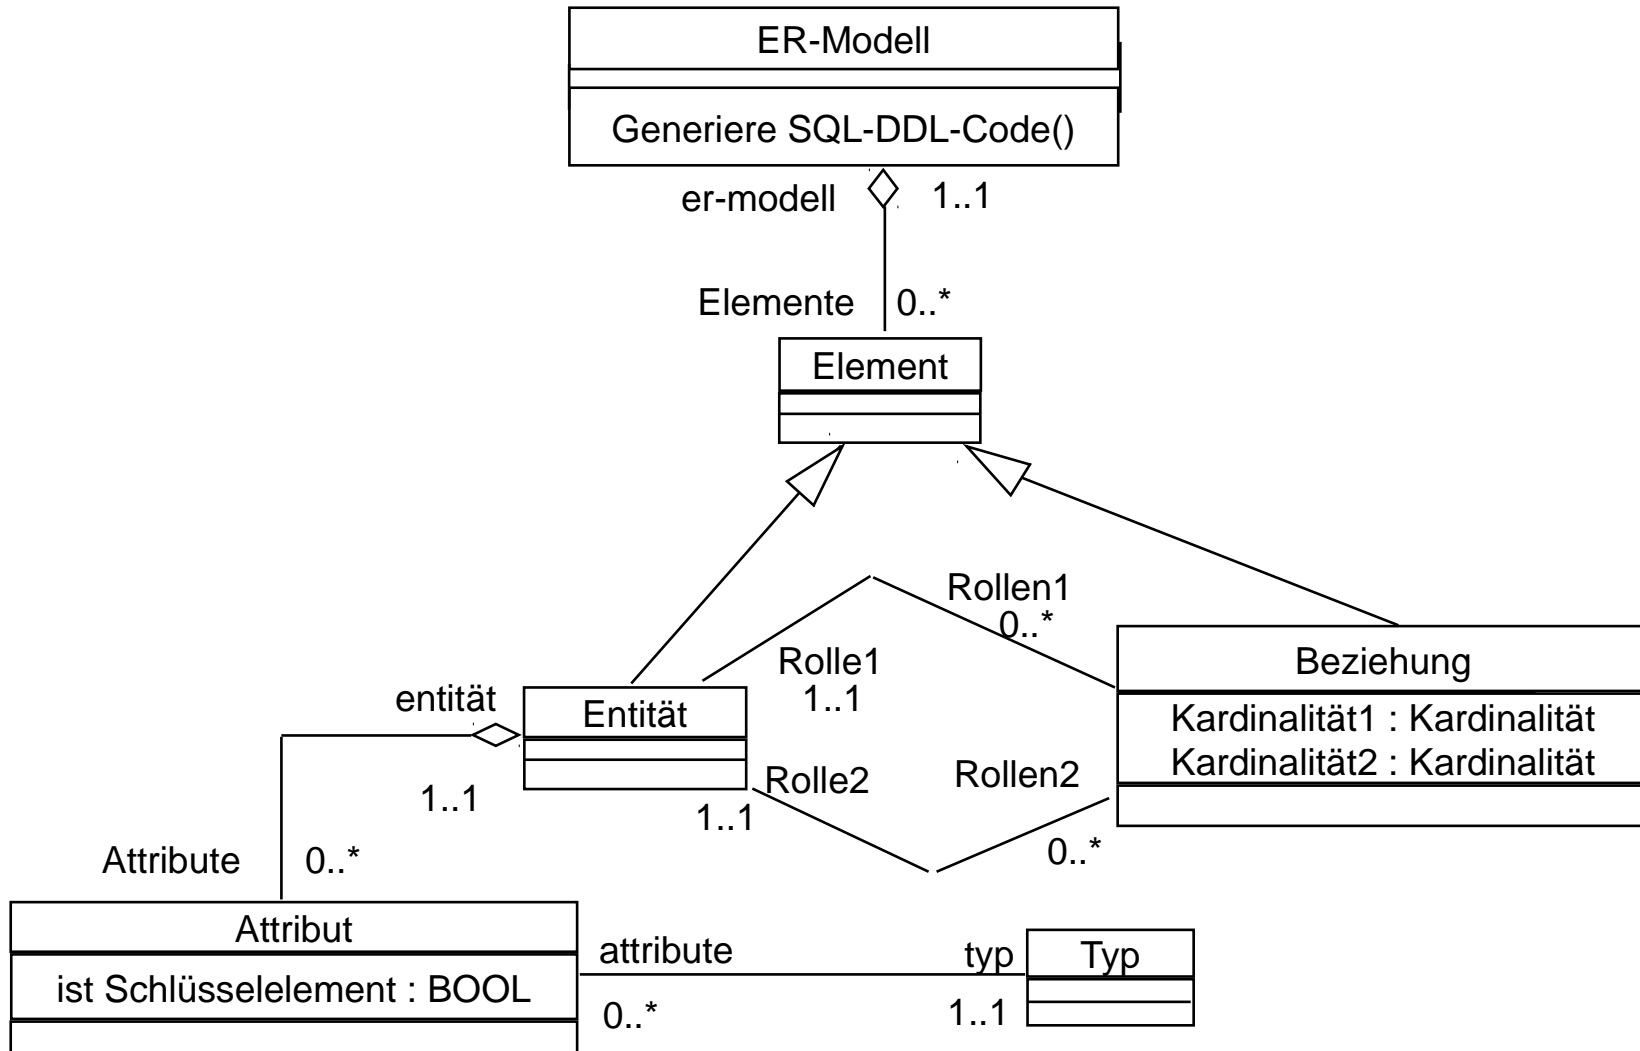 ER-Modell
Generiere SQL-DDL-Code()
er-modell 1..1
Elemente 0..*
Element
Rollen1
0..*
Rolle1
1..1
Beziehung
Kardinalität1 : Kardinalität
Kardinalität2 : Kardinalität
entität
Entität
1..1
Rolle2
1..1
Rollen2
0..*
Attribute 0..*
Attribut
ist Schlüsselelement : BOOL
attribute
0..*
typ
1..1
Typ